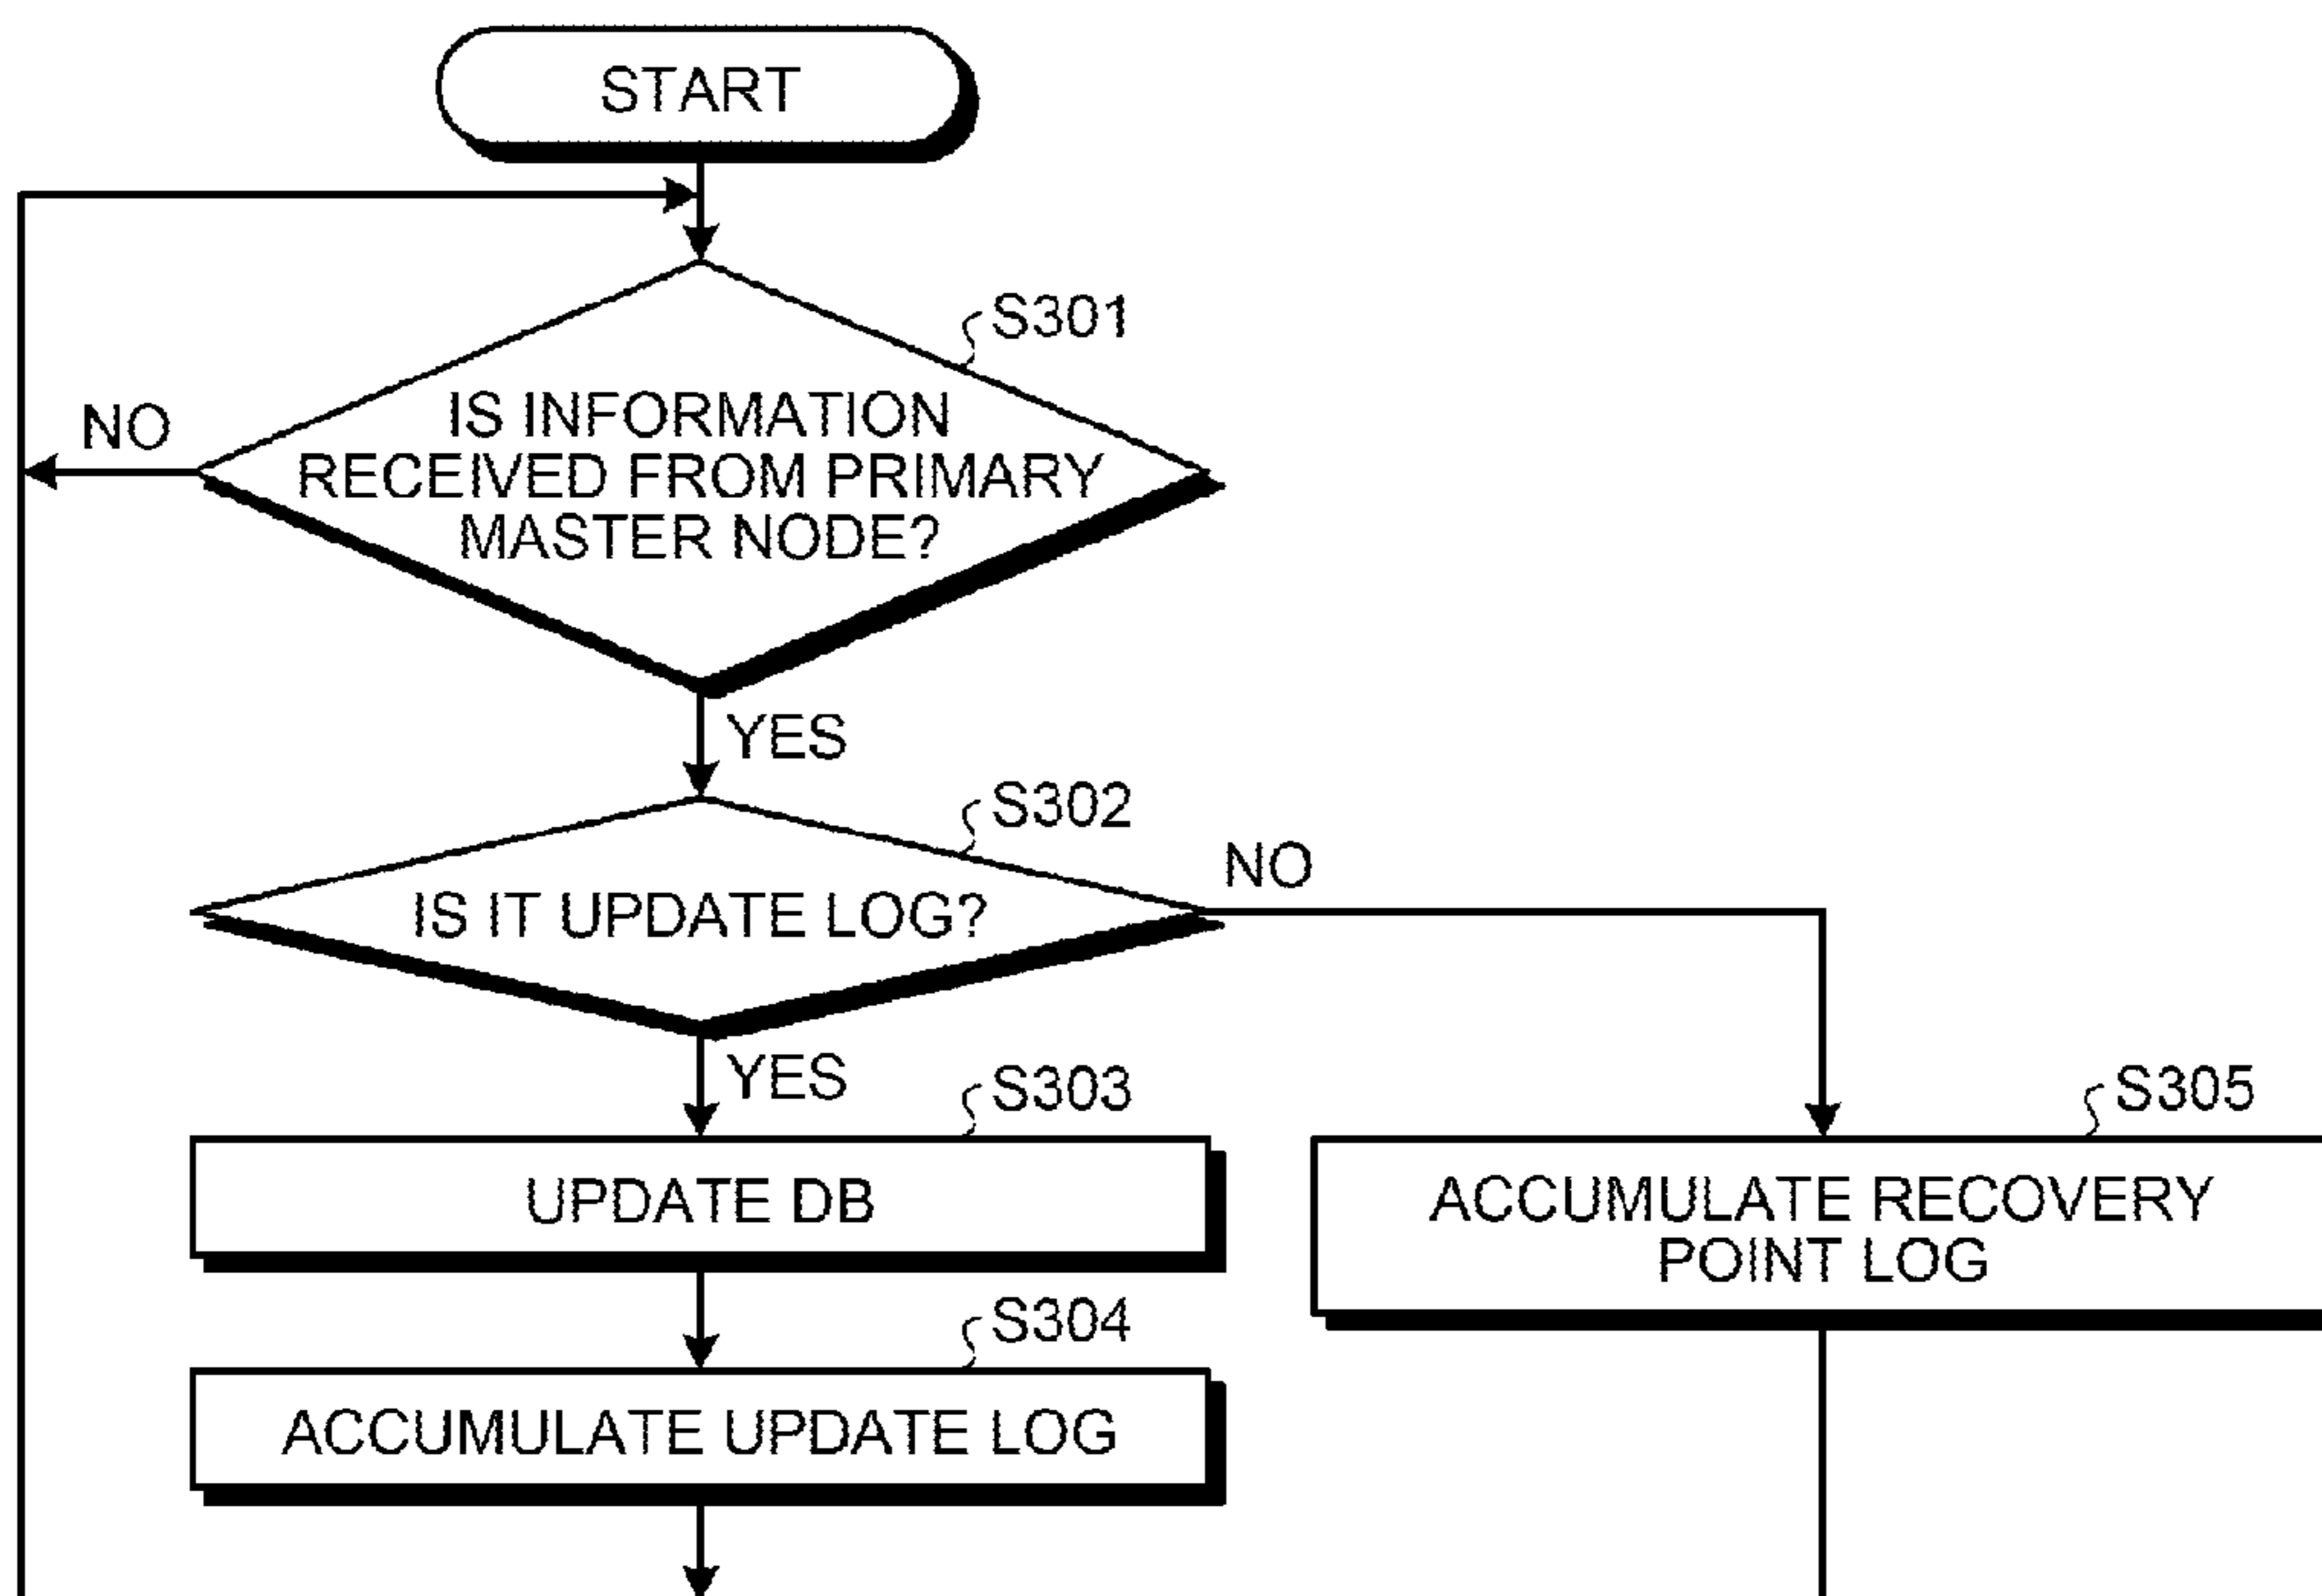 START
S301
IS INFORMATION
RECEIVED FROM PRIMARY
MASTER NODE?
NO
YES
S302
IS IT UPDATE LOG?
NO
YES
S303
UPDATE DB
S305
ACCUMULATE RECOVERY
POINT LOG
S304
ACCUMULATE UPDATE LOG